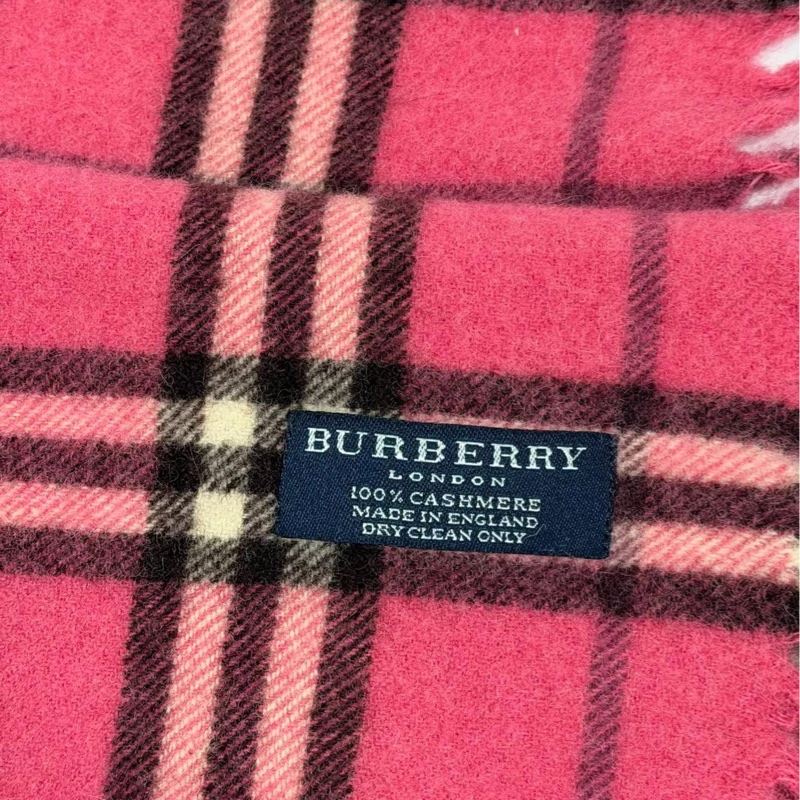 BURBERRY
LONDON
100% CASHMERE
MADE IN ENGLAND
DRY CLEAN ONLY